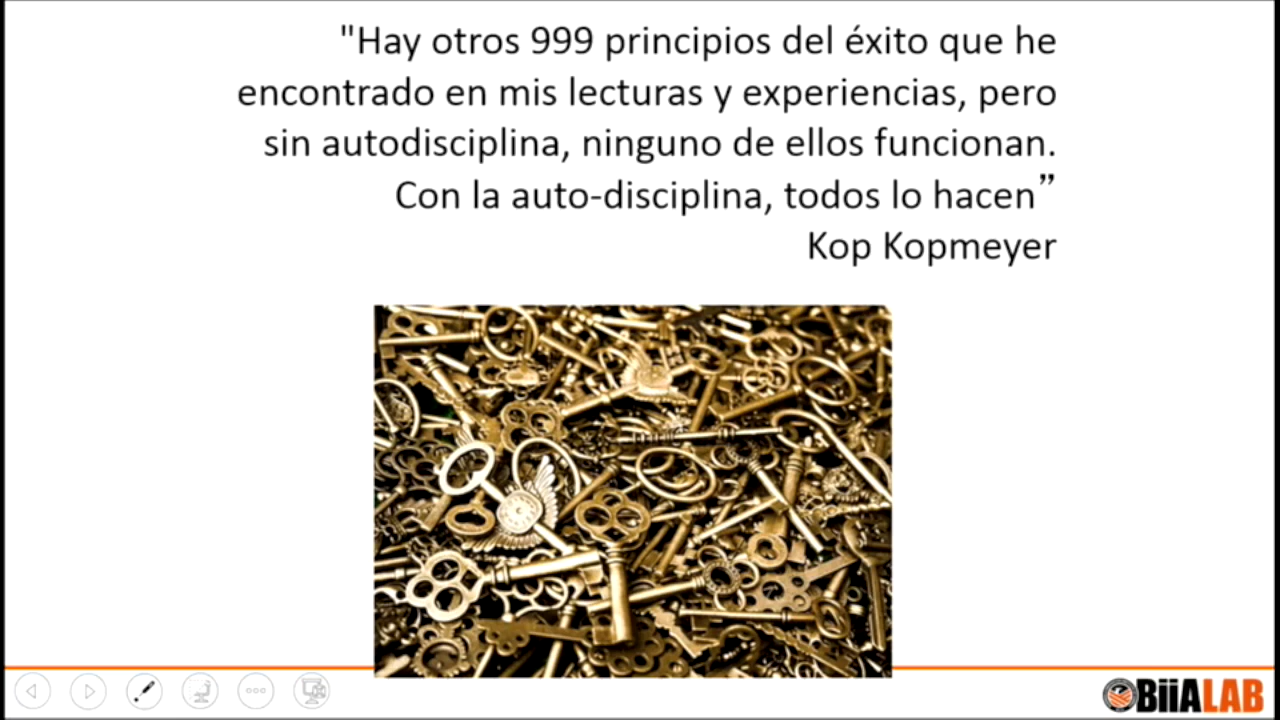 "Hay otros 999 principios del éxito que he
encontrado en mis lecturas y experiencias, pero
sin autodisciplina, ninguno de ellos funcionan.
Con la auto-disciplina, todos lo hacen”
Kop Kopmeyer
BiiALAB